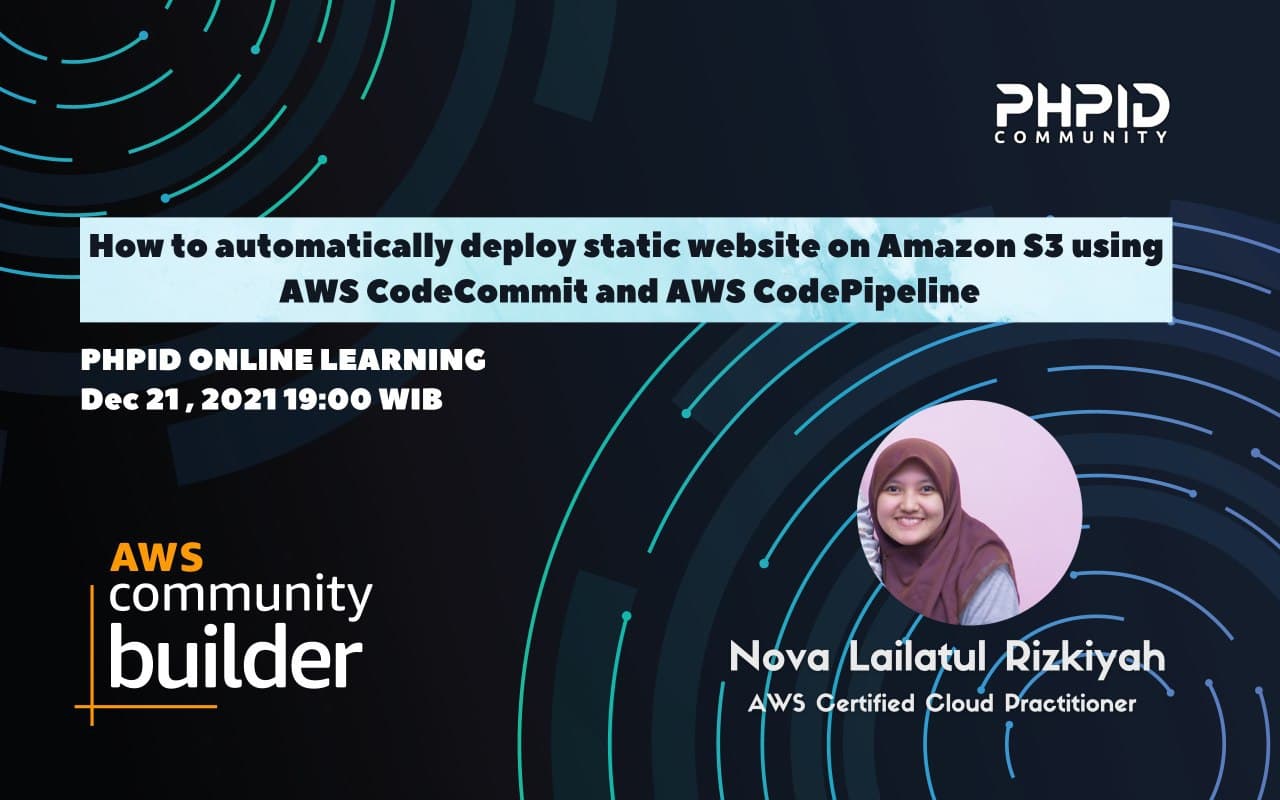 PHPID
COMMUNITY
How to automatically deploy static website on Amazon S3 using
AWS CodeCommit and AWS CodePipeline
PHPID ONLINE LEARNING
Dec 21 , 2021 19:00 WIB
AWS
community
builder
Nova Lailatul Rizkiyah
AWS Certified Cloud Practitioner